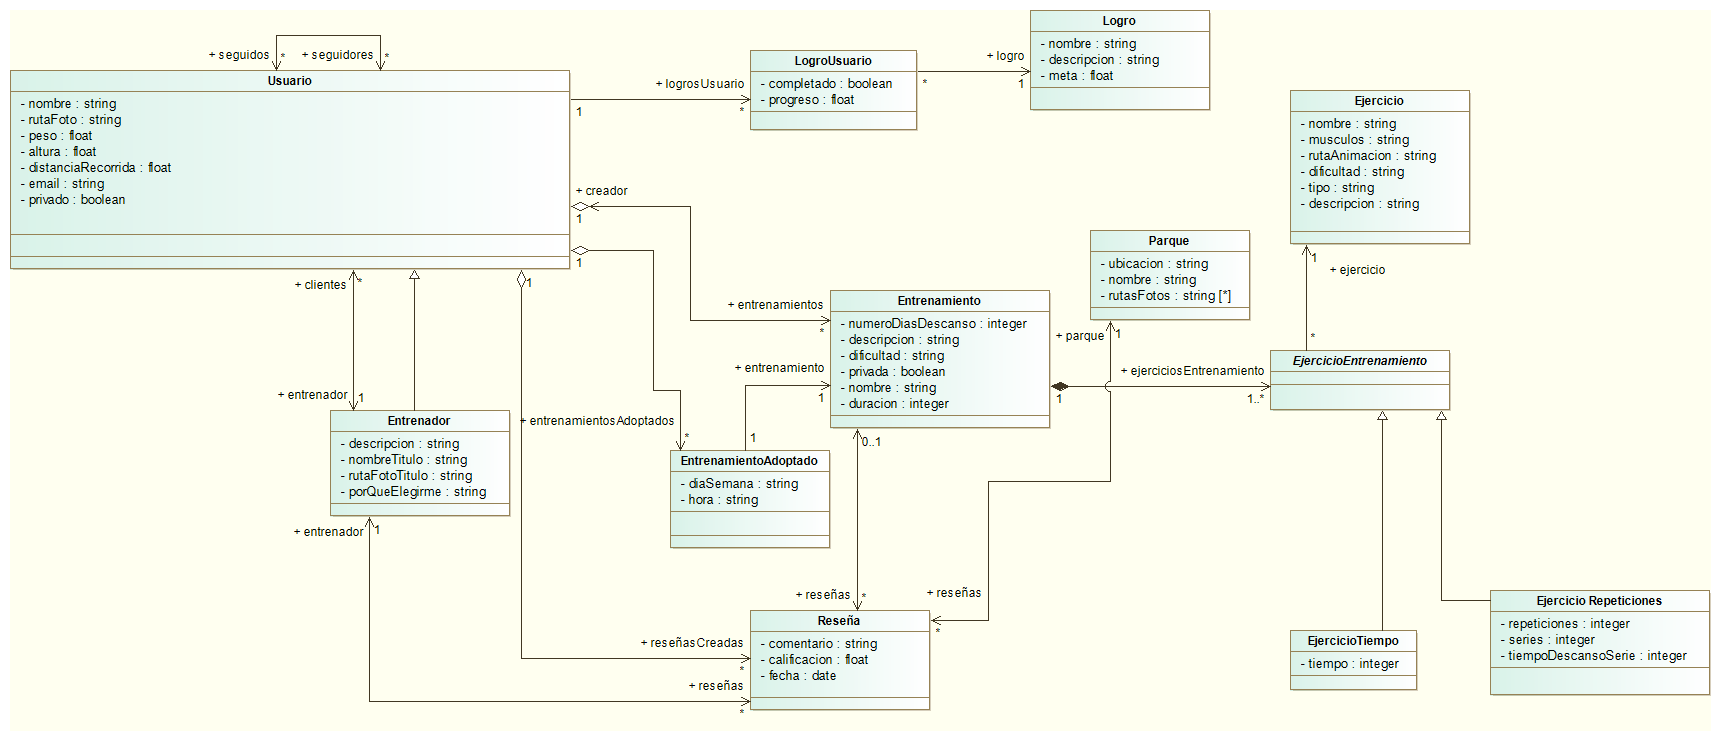 + seguidos
*
+ seguidores
*
Usuario
- nombre : string
- rutaFoto : string
- peso : float
- altura : float
- distanciaRecorrida : float
- email : string
- privado : boolean
+ logrosUsuario
1
*
LogroUsuario
- completado : boolean
- progreso : float
+ logro
*
1
Logro
- nombre : string
- descripcion : string
- meta : float
Ejercicio
- nombre : string
- musculos : string
- rutaAnimacion : string
- dificultad : string
- tipo : string
- descripcion : string
1
+ ejercicio
*
+ creador
1
1
+ entrenamientos
*
Parque
- ubicacion : string
- nombre : string
- rutasFotos : string [*]
+ parque
1
Entrenamiento
- numeroDiasDescanso : integer
- descripcion : string
- dificultad : string
- privada : boolean
- nombre : string
- duracion : integer
+ ejerciciosEntrenamiento
1
1..*
EjercicioEntrenamiento
+ clientes
*
1
+ entrenador
1
Entrenador
- descripcion : string
- nombreTitulo : string
- rutaFotoTitulo : string
- porQueElegirme : string
+ entrenamiento
1
1
+ entrenamientosAdoptados
*
EntrenamientoAdoptado
- diaSemana : string
- hora : string
0..1
+ entrenador
1
+ reseñas
*
+ reseñas
*
Reseña
- comentario : string
- calificacion : float
- fecha : date
+ reseñasCreadas
*
+ reseñas
*
EjercicioTiempo
- tiempo : integer
Ejercicio Repeticiones
- repeticiones : integer
- series : integer
- tiempoDescansoSerie : integer